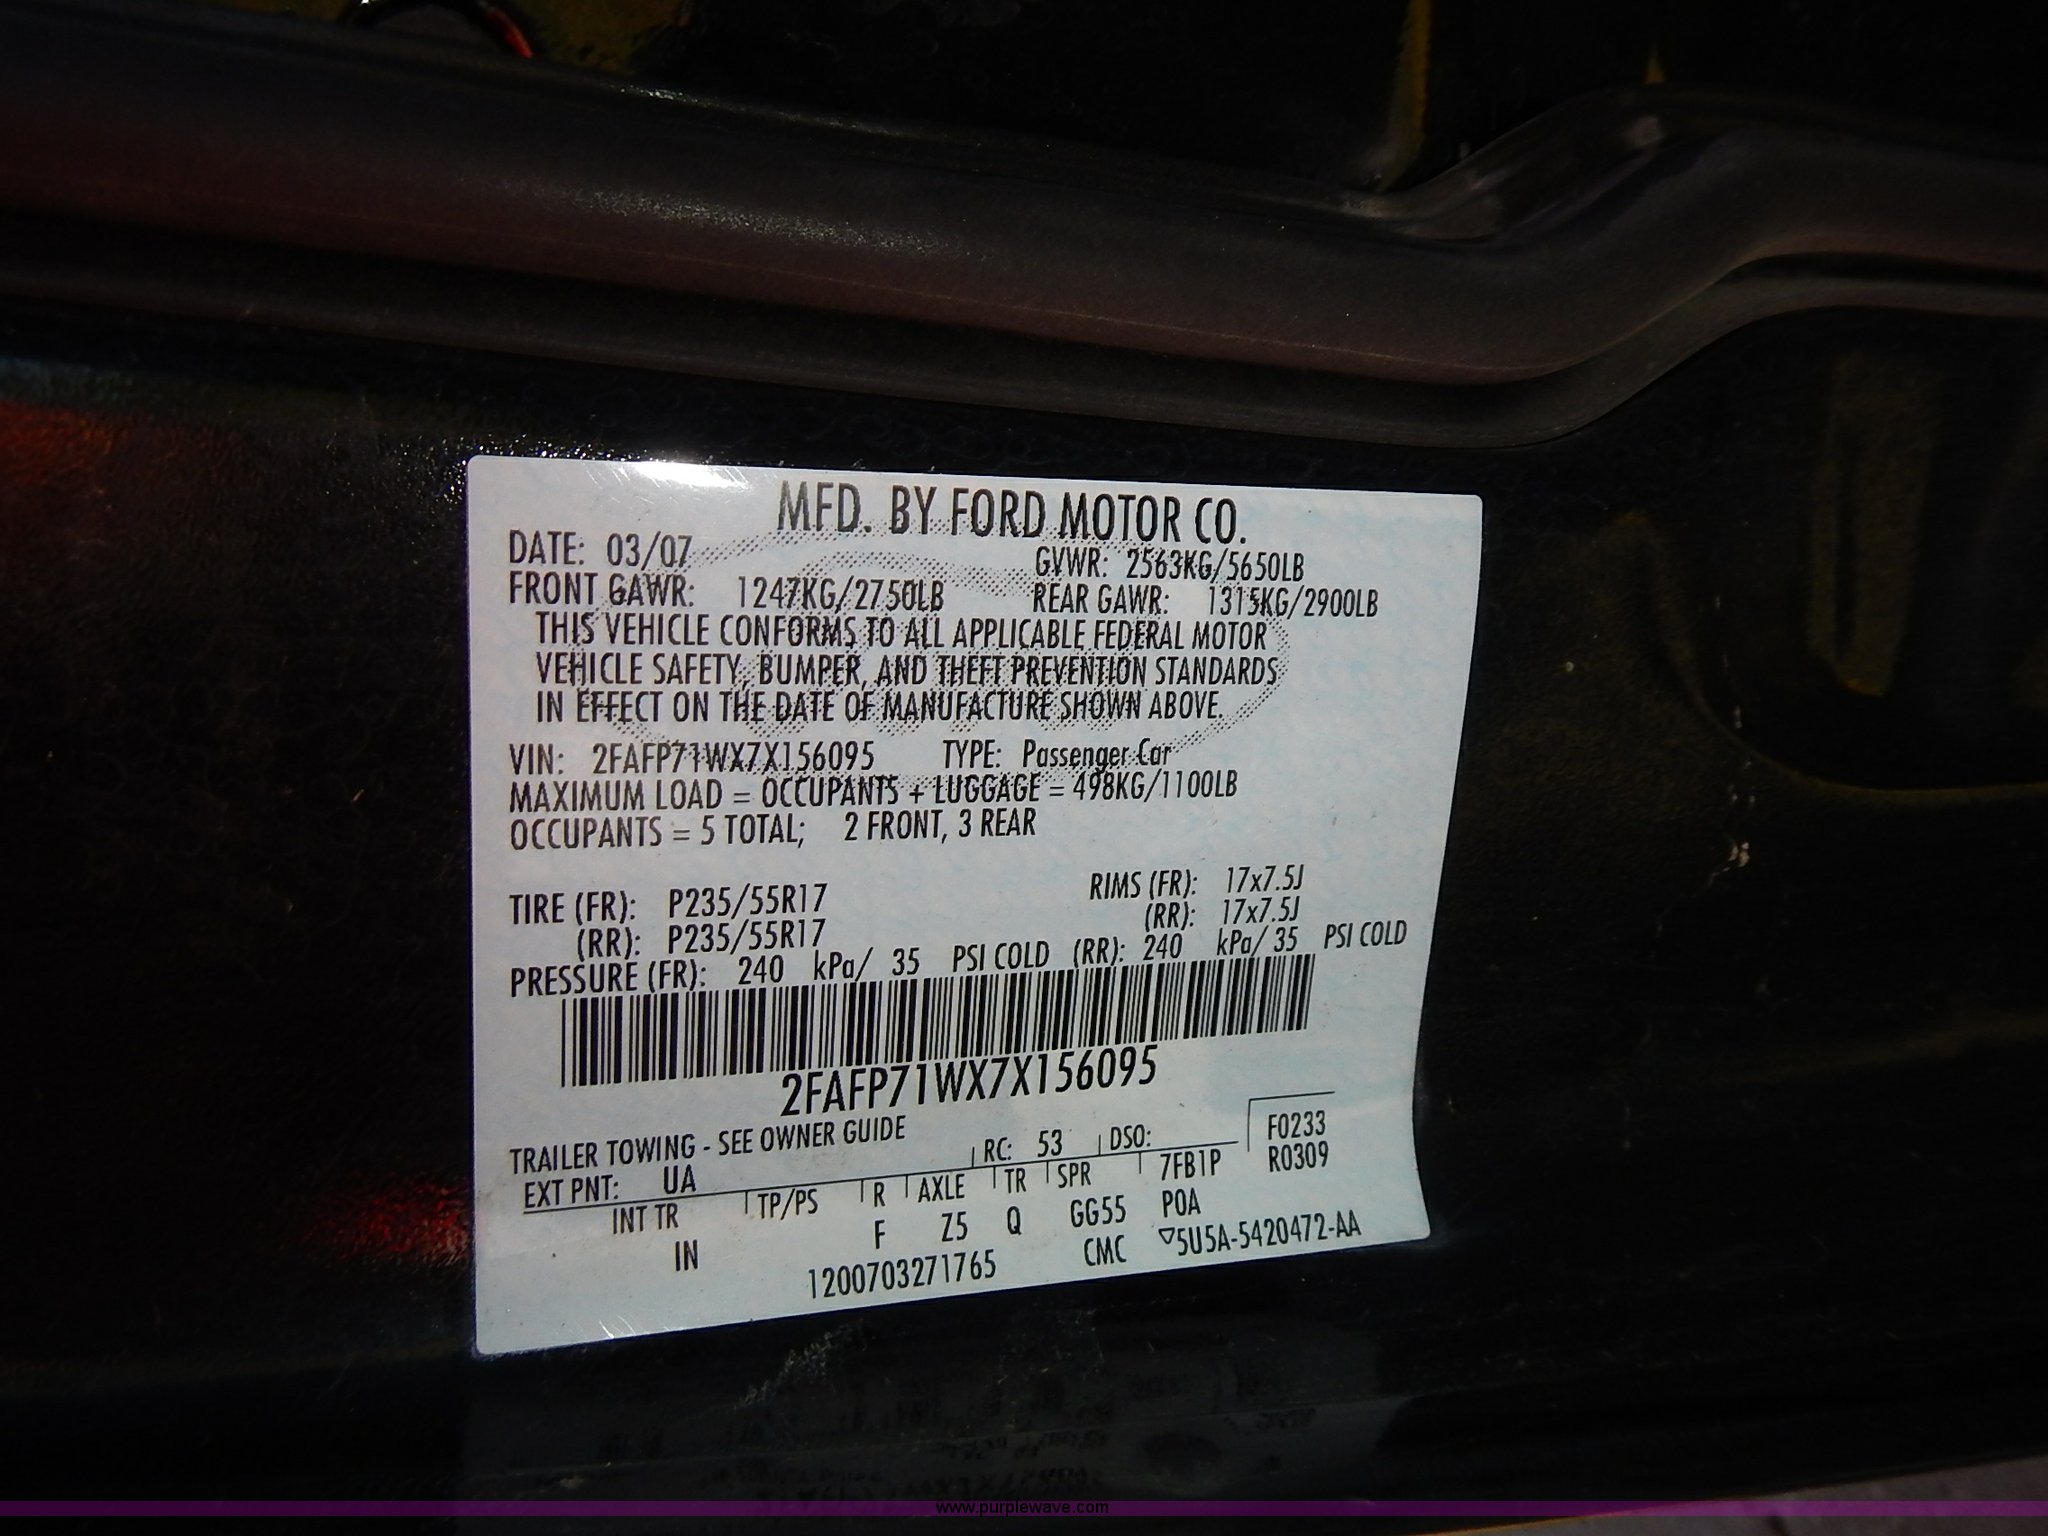 MFD. BY FORD MOTOR CO.
DATE: 03/07 GVWR: 2563KG/5650LB
FRONT GAWR: 1247KG/2750LB REAR GAWR: 1315KG/2900LB
THIS VEHICLE CONFORMS TO ALL APPLICABLE FEDERAL MOTOR
VEHICLE SAFETY, BUMPER, AND THEFT PREVENTION STANDARDS
IN EFFECT ON THE DATE OF MANUFACTURE SHOWN ABOVE.
VIN: 2FAFP71WX7X156095 TYPE: Passenger Car
MAXIMUM LOAD = OCCUPANTS + LUGGAGE = 498KG/1100LB
OCCUPANTS = 5 TOTAL; 2 FRONT, 3 REAR
TIRE (FR): P235/55R17 RIMS (FR): 17x7.5J
(RR): P235/55R17 (RR): 17x7.5J
PRESSURE (FR): 240 kPa/ 35 PSI COLD (RR): 240 kPa/ 35 PSI COLD
2FAFP71WX7X156095
TRAILER TOWING - SEE OWNER GUIDE RC: 53 DSO: F0233
EXT PNT: UA 7FB1P R0309
INT TR TP/PS R AXLE TR SPR POA
IN F Z5 Q GG55
1200703271765 CMC ▽5U5A-5420472-AA
www.purplewave.com